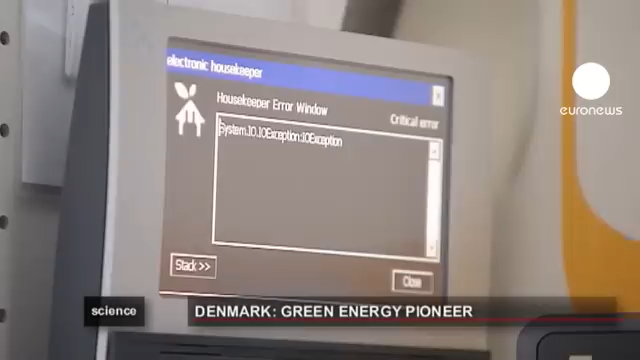 electronic housekeeper
x
Housekeeper Error Window
Critical error
System.IO.IOException:IOException
Stack >>
Close
euronews
science
DENMARK: GREEN ENERGY PIONEER